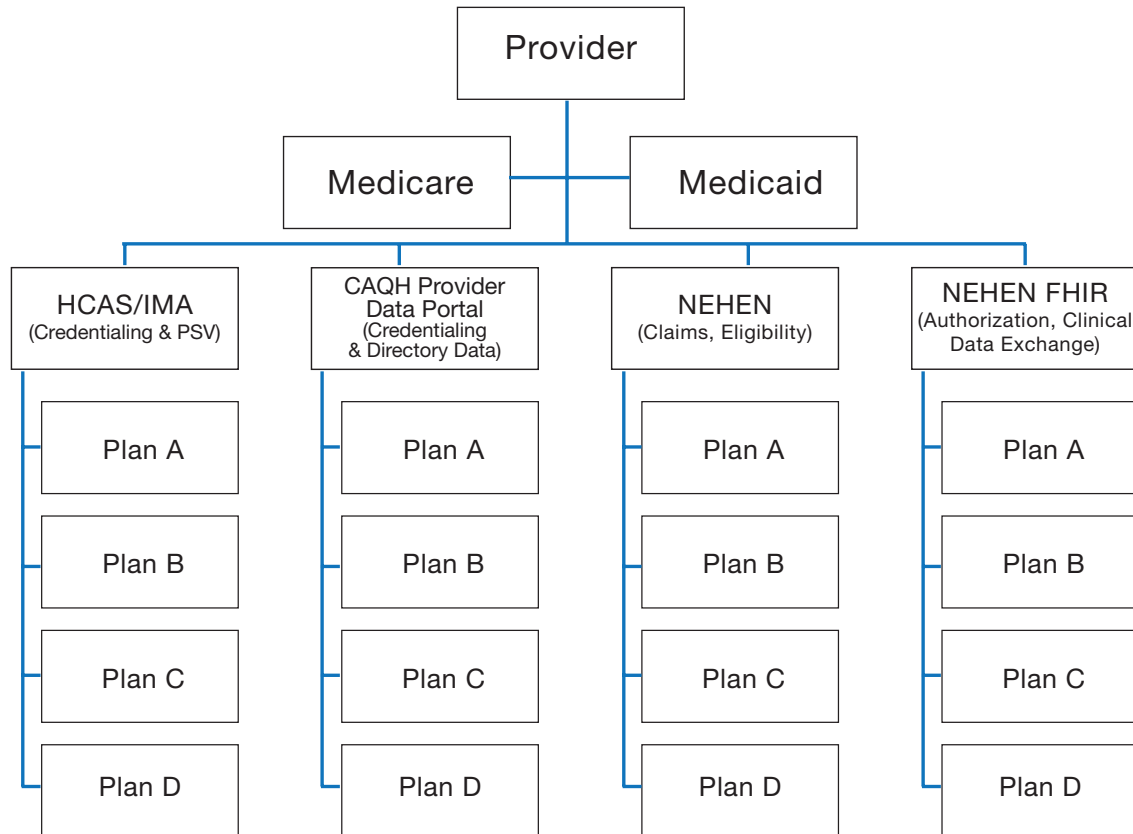 Provider
Medicare
Medicaid
HCAS/IMA
(Credentialing & PSV)
CAQH Provider
Data Portal
(Credentialing
& Directory Data)
NEHEN
(Claims, Eligibility)
NEHEN FHIR
(Authorization, Clinical
Data Exchange)
Plan A
Plan A
Plan A
Plan A
Plan B
Plan B
Plan B
Plan B
Plan C
Plan C
Plan C
Plan C
Plan D
Plan D
Plan D
Plan D